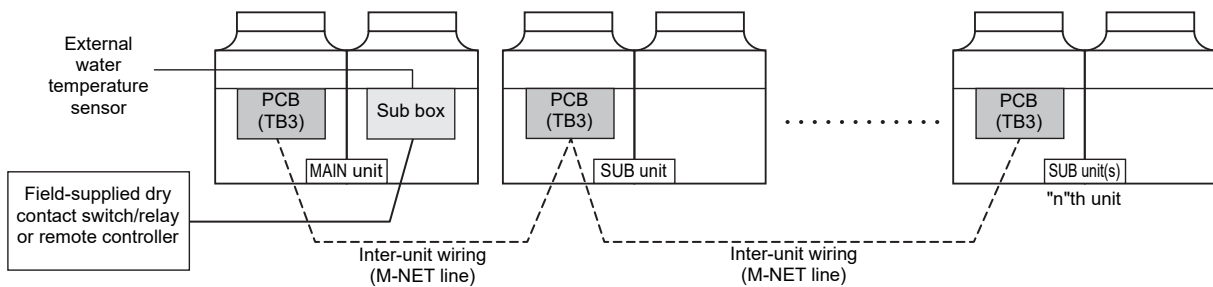 External
water
temperature
sensor
PCB
(TB3)
Sub box
MAIN unit
PCB
(TB3)
SUB unit
PCB
(TB3)
SUB unit(s)
"n"th unit
Field-supplied dry
contact switch/relay
or remote controller
Inter-unit wiring
(M-NET line)
Inter-unit wiring
(M-NET line)